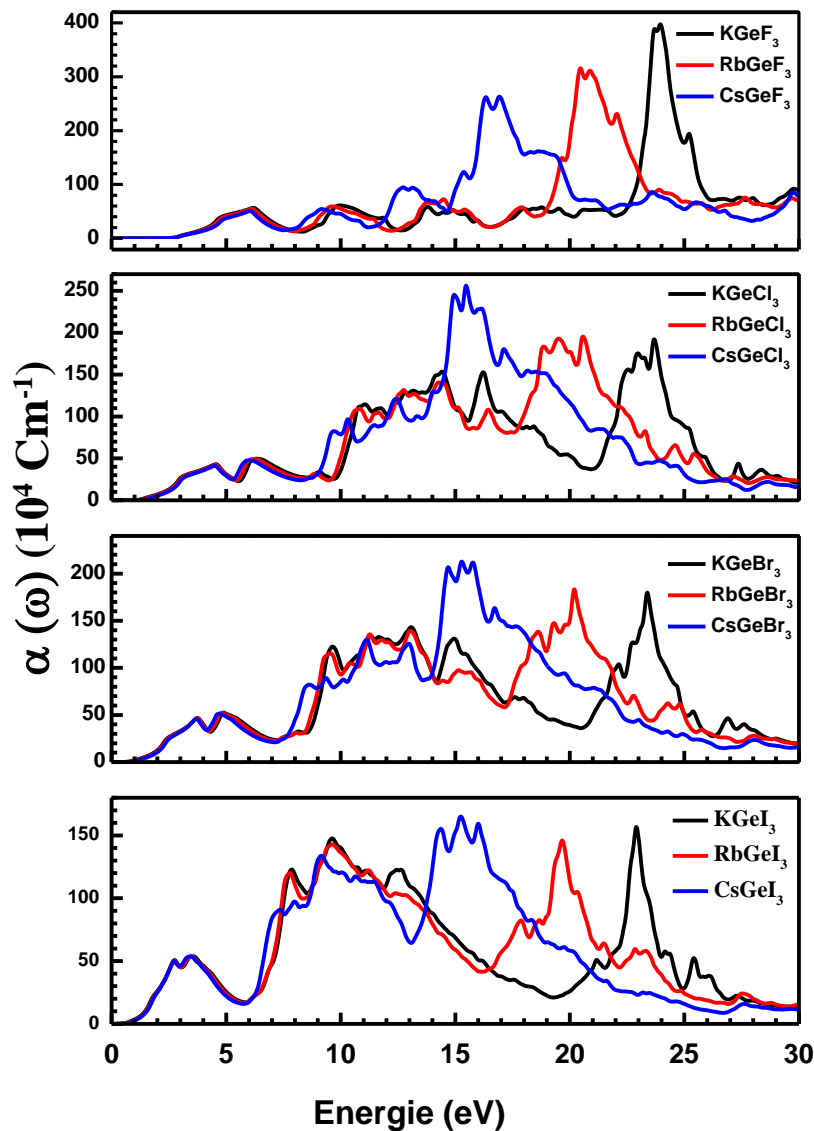 400
300
200
100
0
KGeF₃
RbGeF₃
CsGeF₃
250
200
150
100
50
0
KGeCl₃
RbGeCl₃
CsGeCl₃
α (ω) (10⁴ Cm⁻¹)
200
150
100
50
0
KGeBr₃
RbGeBr₃
CsGeBr₃
150
100
50
0
KGeI₃
RbGeI₃
CsGeI₃
0 5 10 15 20 25 30
Energie (eV)